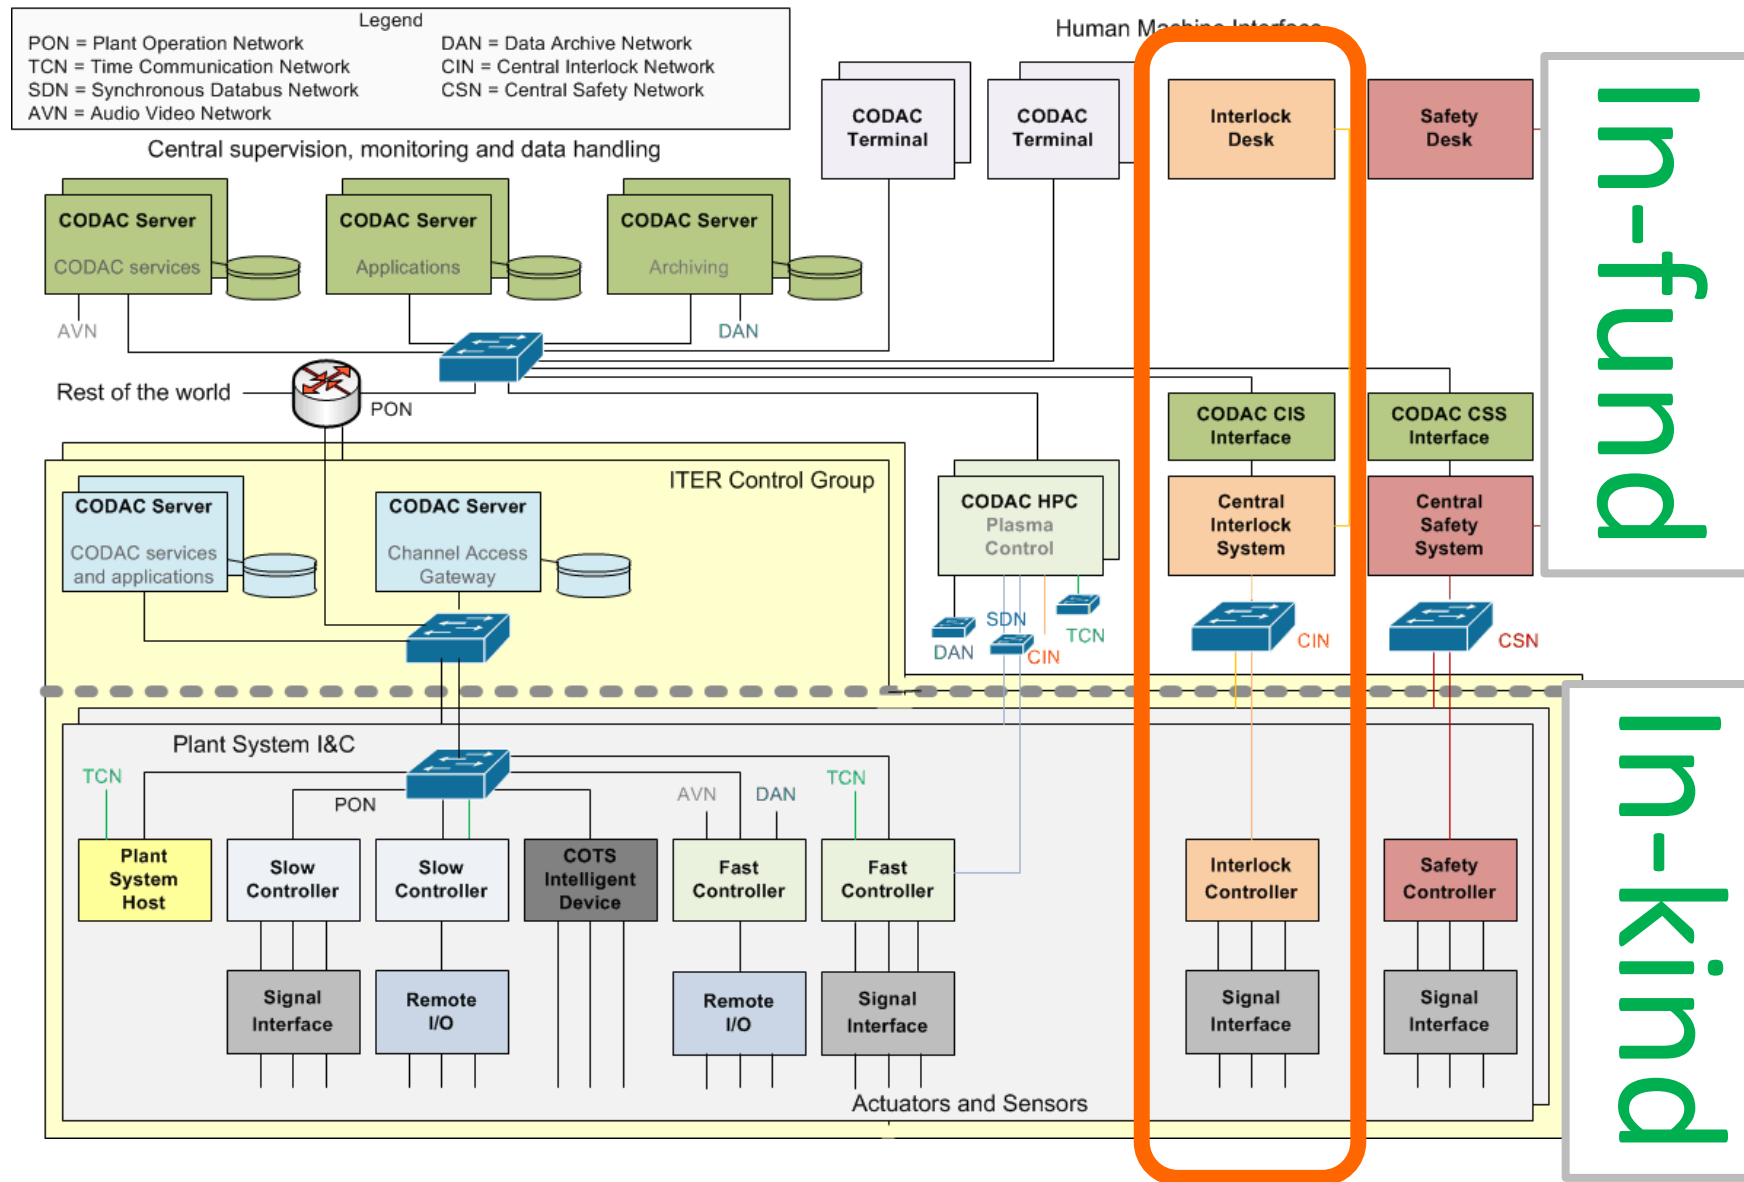 Legend
PON = Plant Operation Network
TCN = Time Communication Network
SDN = Synchronous Databus Network
AVN = Audio Video Network
DAN = Data Archive Network
CIN = Central Interlock Network
CSN = Central Safety Network
Human Machine Interface
CODAC
Terminal
CODAC
Terminal
Interlock
Desk
Safety
Desk
In-fund
Central supervision, monitoring and data handling
CODAC Server
CODAC services
CODAC Server
Applications
CODAC Server
Archiving
AVN
DAN
Rest of the world
PON
CODAC CIS
Interface
CODAC CSS
Interface
ITER Control Group
CODAC Server
CODAC services
and applications
CODAC Server
Channel Access
Gateway
CODAC HPC
Plasma
Control
Central
Interlock
System
Central
Safety
System
DAN
SDN
CIN
TCN
CIN
CSN
In-kind
Plant System I&C
TCN
PON
AVN
DAN
TCN
Plant
System
Host
Slow
Controller
Slow
Controller
COTS
Intelligent
Device
Fast
Controller
Fast
Controller
Interlock
Controller
Safety
Controller
Signal
Interface
Remote
I/O
Remote
I/O
Signal
Interface
Signal
Interface
Signal
Interface
Actuators and Sensors